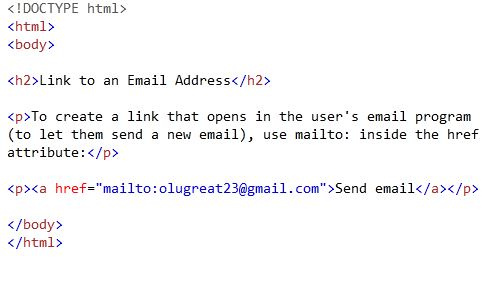 <!DOCTYPE html>
<html>
<body>
<h2>Link to an Email Address</h2>
<p>To create a link that opens in the user's email program
(to let them send a new email), use mailto: inside the href
attribute:</p>
<p><a href="mailto:olugreat23@gmail.com">Send email</a></p>
</body>
</html>